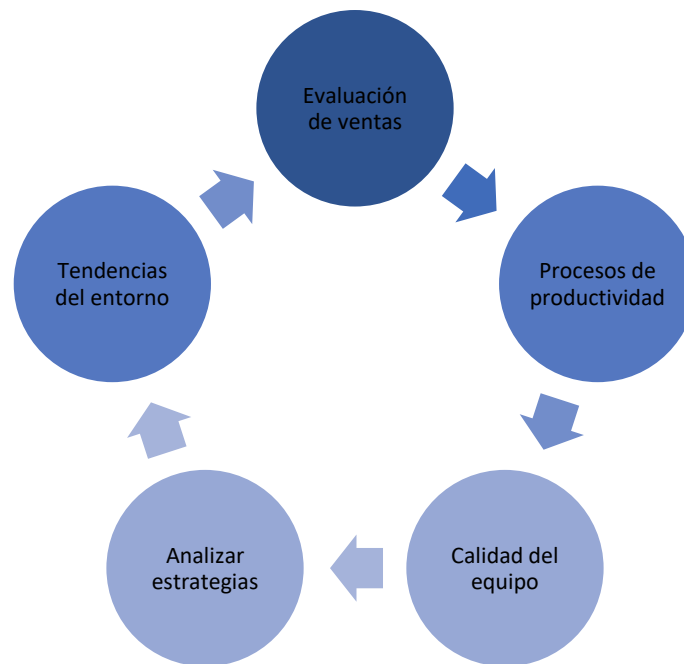 Evaluación
de ventas
Procesos de
productividad
Calidad del
equipo
Analizar
estrategias
Tendencias
del entorno